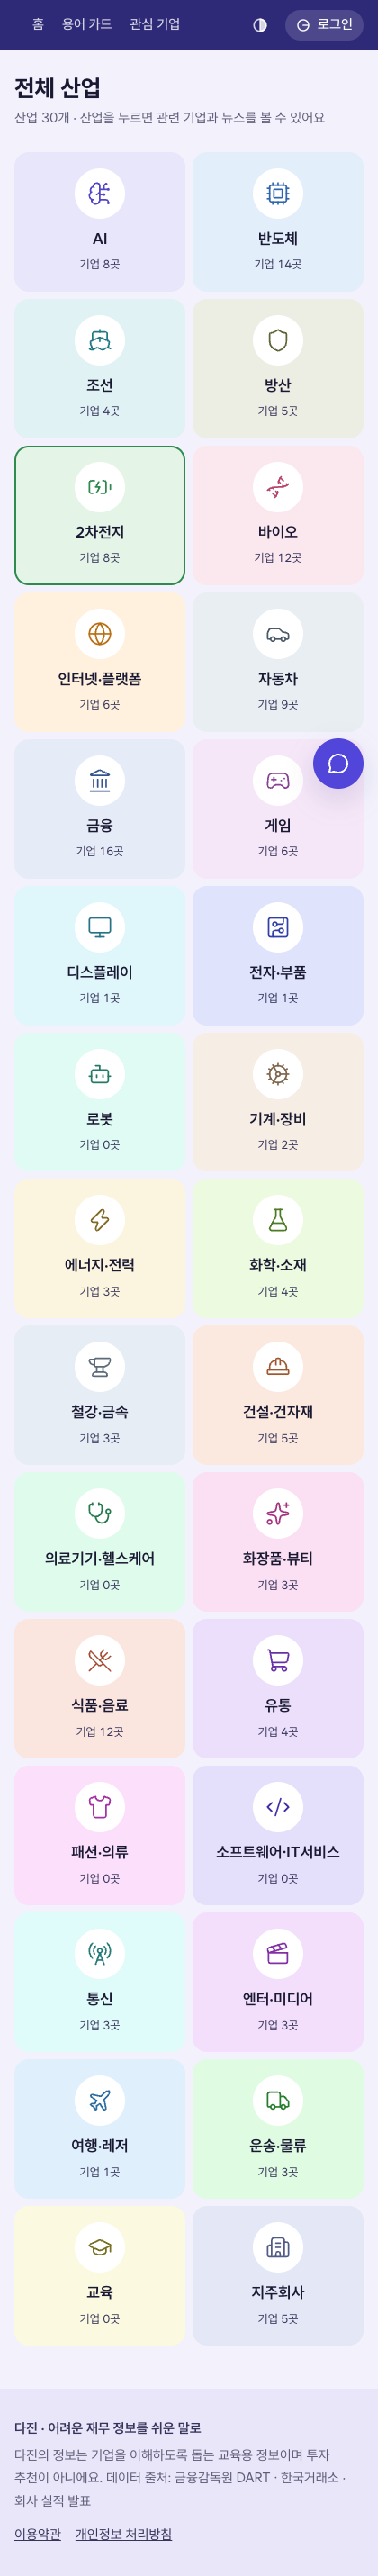 홈 용어 카드 관심 기업 로그인
전체 산업
산업 30개 · 산업을 누르면 관련 기업과 뉴스를 볼 수 있어요
AI 반도체
기업 8곳 기업 14곳
조선 방산
기업 4곳 기업 5곳
2차전지 바이오
기업 8곳 기업 12곳
인터넷·플랫폼 자동차
기업 6곳 기업 9곳
금융 게임
기업 16곳 기업 6곳
디스플레이 전자·부품
기업 1곳 기업 1곳
로봇 기계·장비
기업 0곳 기업 2곳
에너지·전력 화학·소재
기업 3곳 기업 4곳
철강·금속 건설·건자재
기업 3곳 기업 5곳
의료기기·헬스케어 화장품·뷰티
기업 0곳 기업 3곳
식품·음료 유통
기업 12곳 기업 4곳
패션·의류 소프트웨어·IT서비스
기업 0곳 기업 0곳
통신 엔터·미디어
기업 3곳 기업 3곳
여행·레저 운송·물류
기업 1곳 기업 3곳
교육 지주회사
기업 0곳 기업 5곳
다진 · 어려운 재무 정보를 쉬운 말로
다진의 정보는 기업을 이해하도록 돕는 교육용 정보이며 투자
추천이 아니에요. 데이터 출처: 금융감독원 DART · 한국거래소 ·
회사 실적 발표
이용약관 개인정보 처리방침